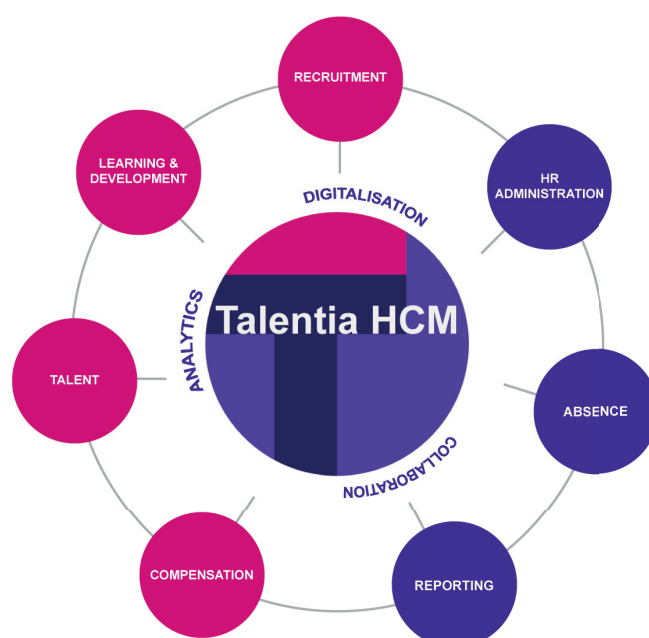 RECRUITMENT
LEARNING &
DEVELOPMENT
HR
ADMINISTRATION
DIGITALISATION
ANALYTICS
Talentia HCM
TALENT
ABSENCE
COLLABORATION
COMPENSATION
REPORTING